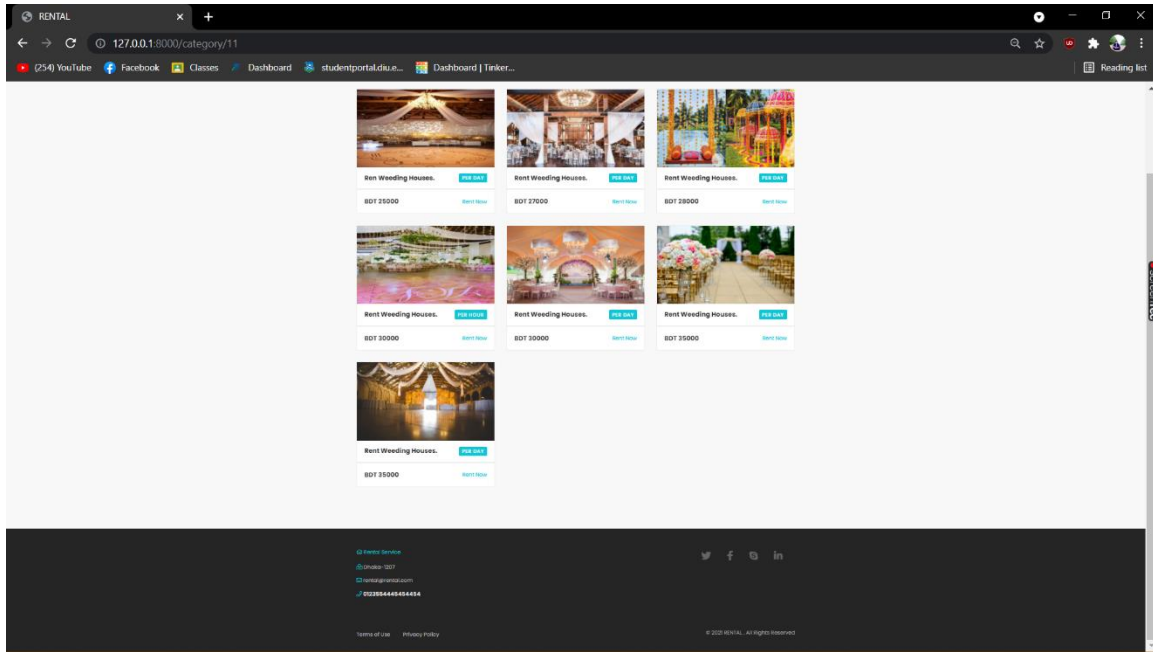 RENTAL
127.0.0.1:8000/category/11
(254) YouTube Facebook Classes Dashboard studentportal.diu.e... Dashboard | Tinker... Reading list
Ren Weeding Houses. PER DAY Rent Weeding Houses. PER DAY Rent Weeding Houses. PER DAY
BDT 25000 Rent Now BDT 27000 Rent Now BDT 28000 Rent Now
Rent Weeding Houses. PER HOUR Rent Weeding Houses. PER DAY Rent Weeding Houses. PER DAY
BDT 30000 Rent Now BDT 30000 Rent Now BDT 35000 Rent Now
Rent Weeding Houses. PER DAY
BDT 35000 Rent Now
Rental Service
Dhaka-1207
rental@rental.com
Terms of Use Privacy Policy © 2021 RENTAL . All Rights Reserved